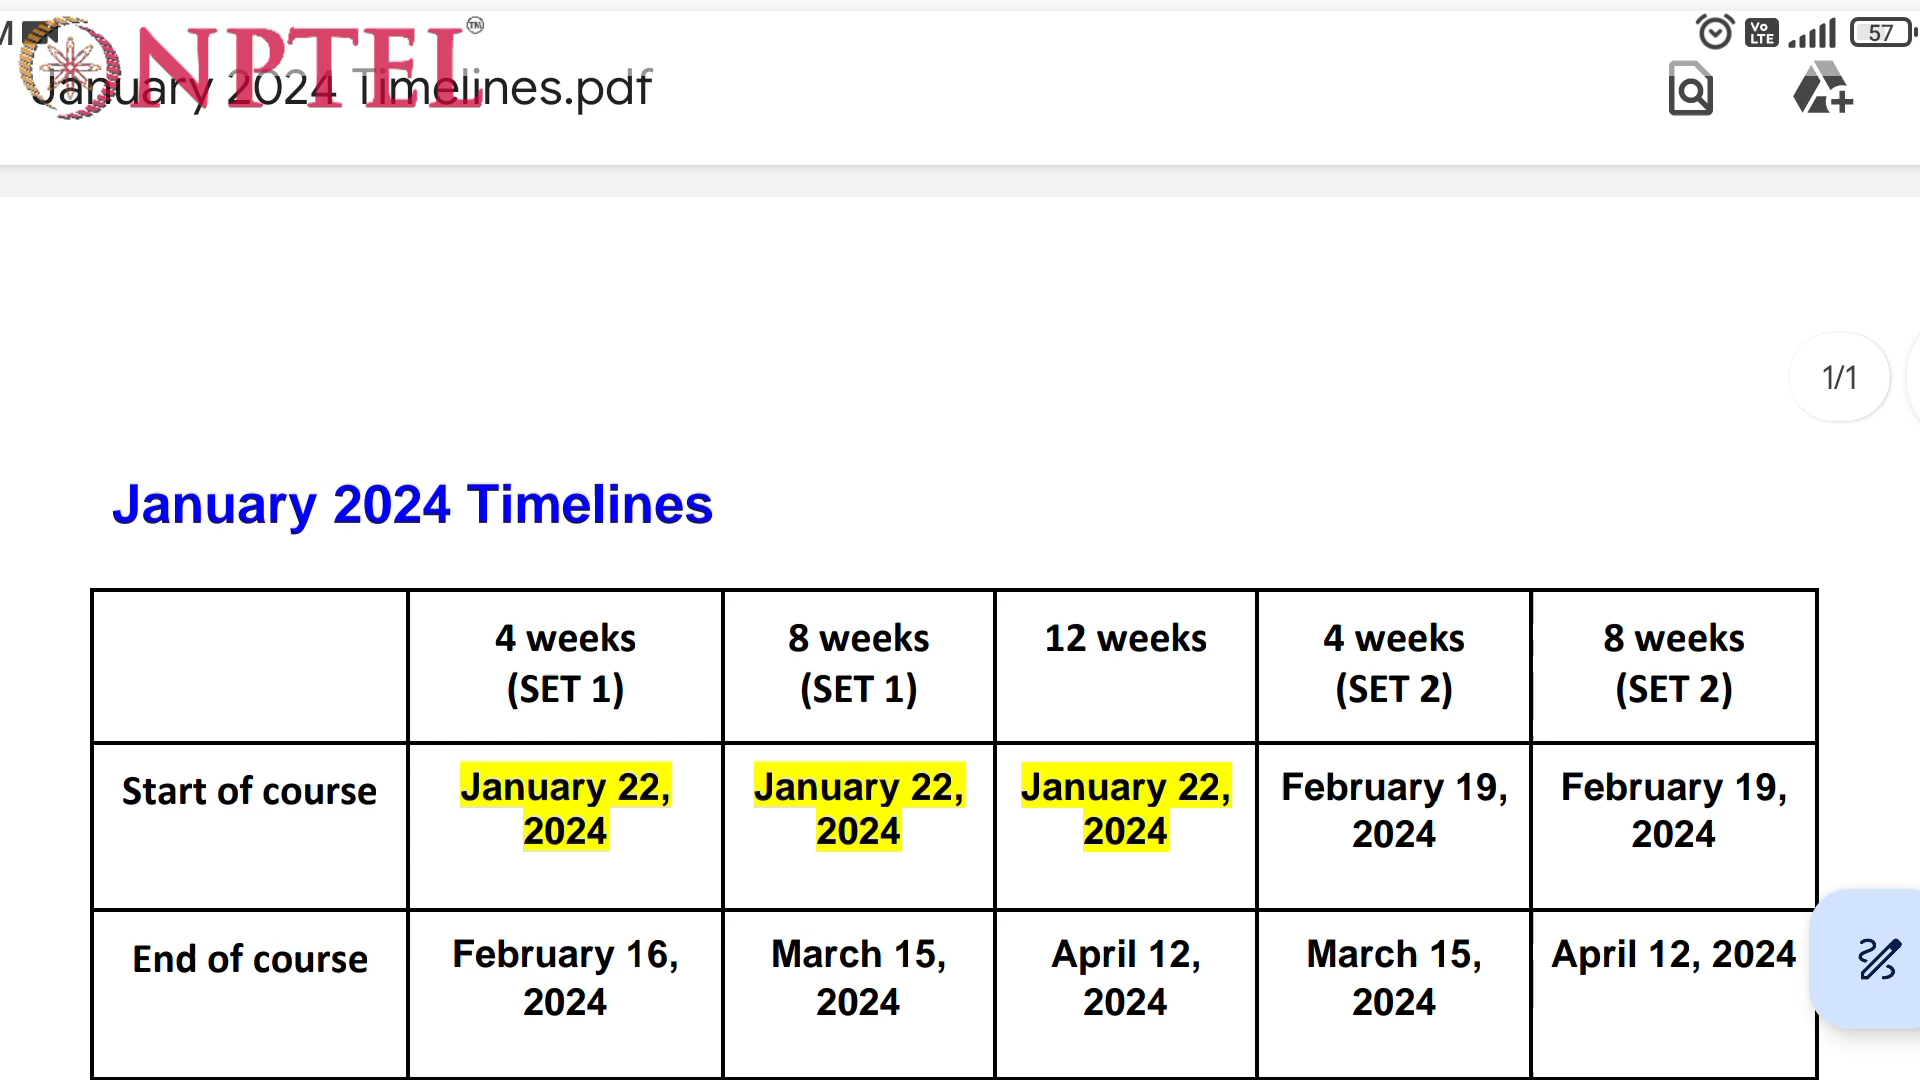 M
NPTEL
TM
January 2024 Timelines.pdf
Vo
LTE
57
1/1
January 2024 Timelines
4 weeks
(SET 1)
8 weeks
(SET 1)
12 weeks
4 weeks
(SET 2)
8 weeks
(SET 2)
Start of course
January 22,
2024
January 22,
2024
January 22,
2024
February 19,
2024
February 19,
2024
End of course
February 16,
2024
March 15,
2024
April 12,
2024
March 15,
2024
April 12, 2024